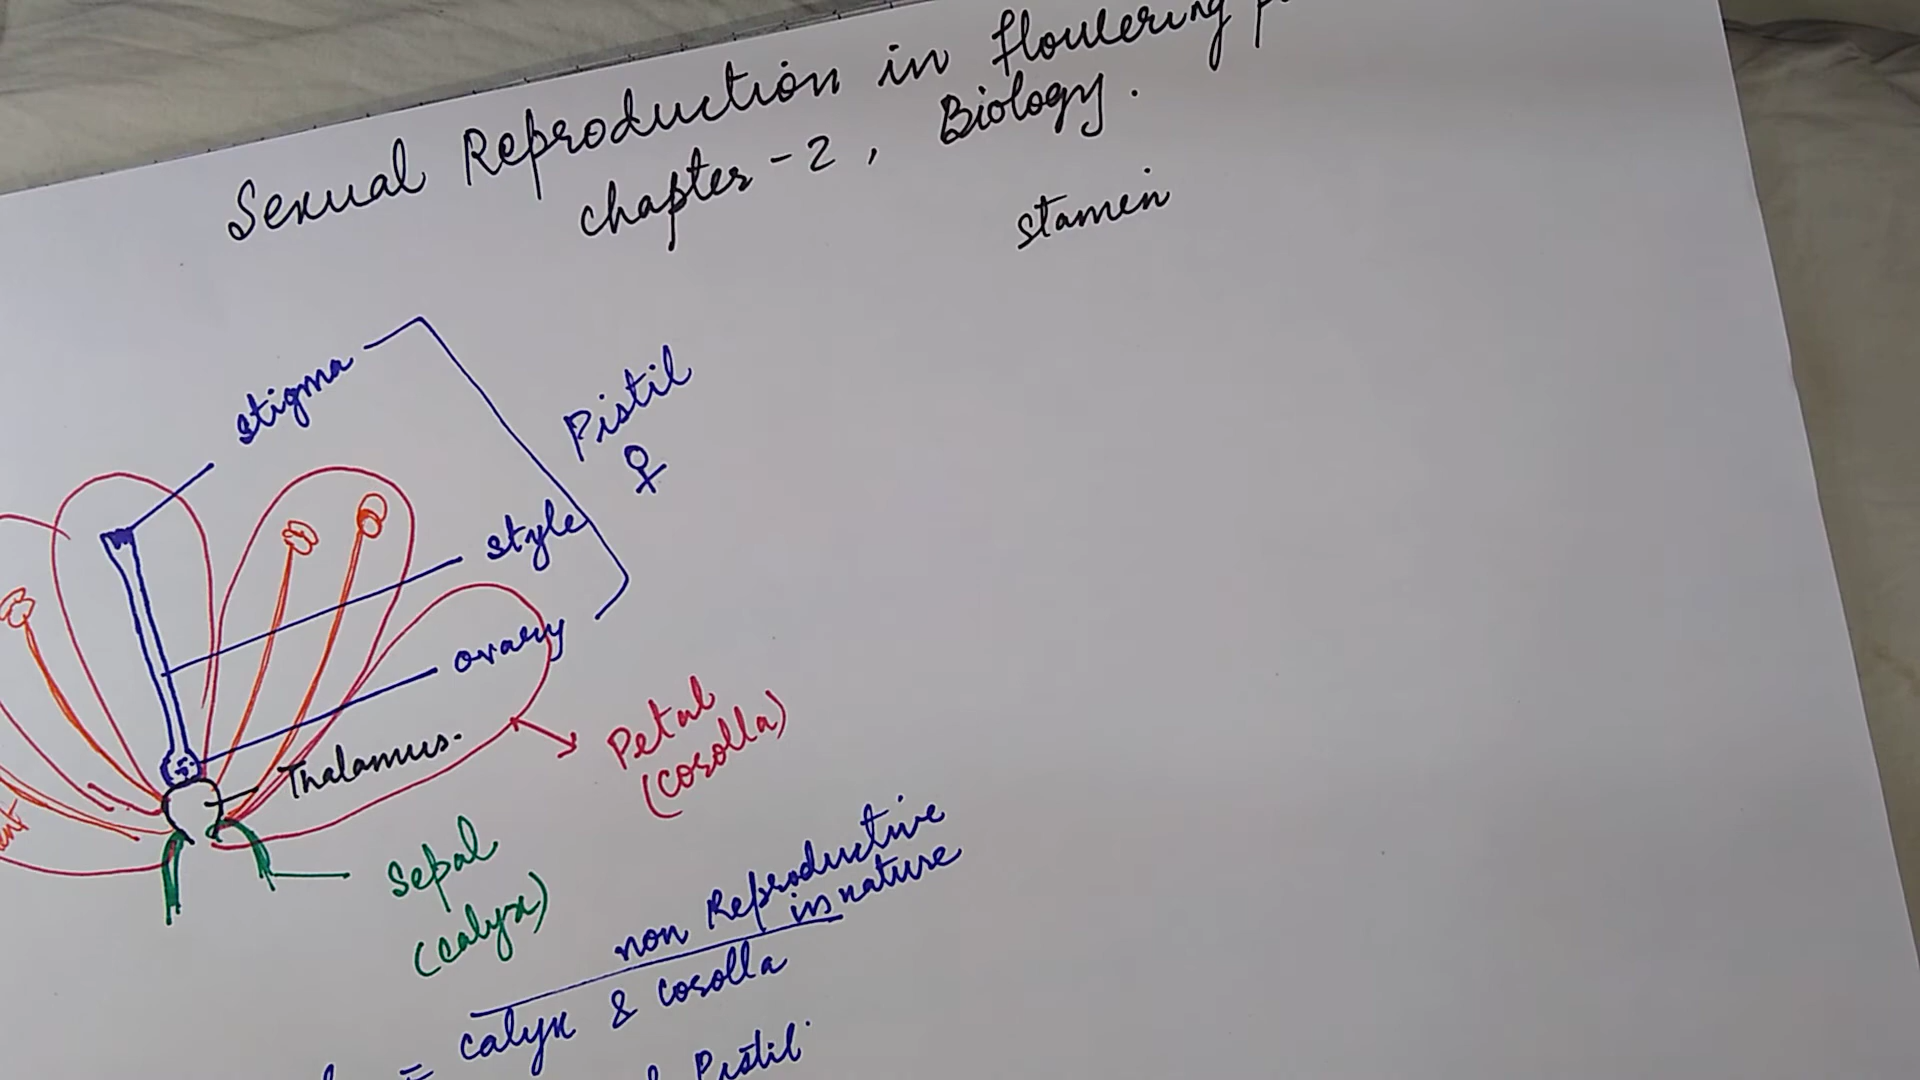 Sexual Reproduction in flowering
chapter - 2, Biology.
stamen
stigma
Pistil
♀
style
ovary
Petal
(corolla)
Thalamus.
Sepal
(calyx)
non Reproductive
in nature
= calyx & corolla
Pistil